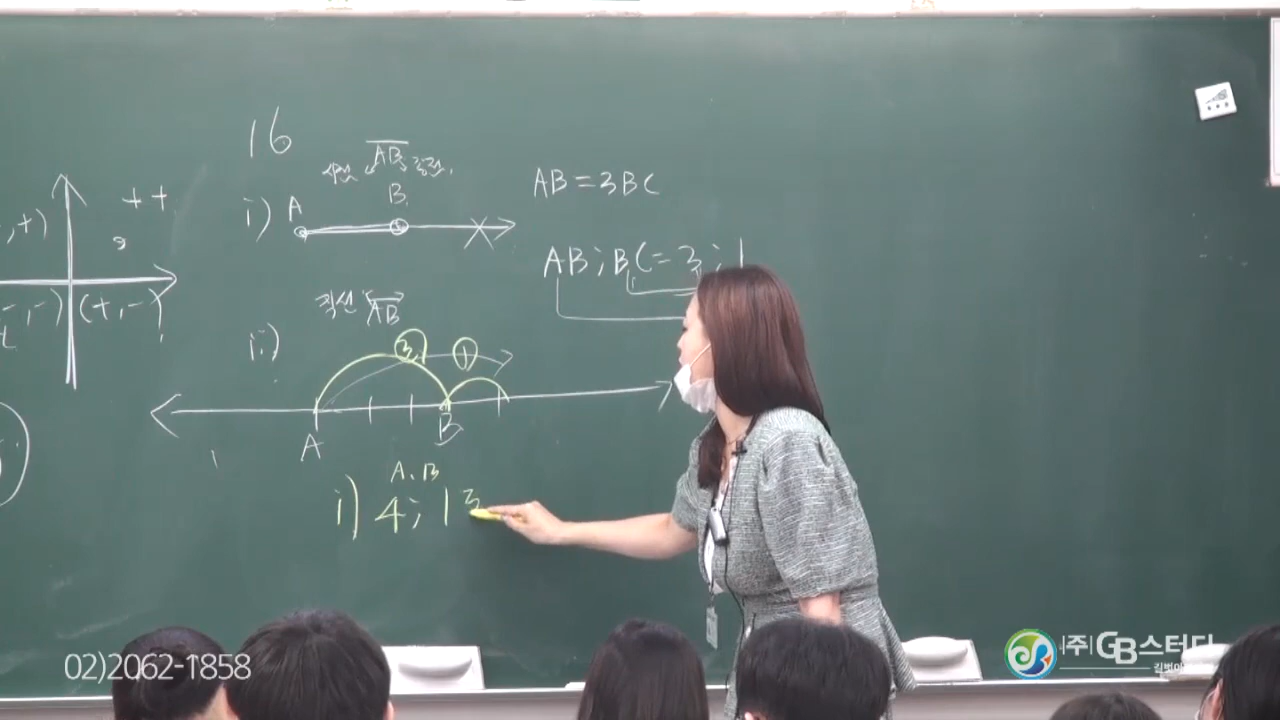 16
AB
B
i) A
AB = 3BC
AB ; BC = 3 ; 1
+ +
, +)
-, -) (+, -)
직선 AB
ii)
3 1
A B
A, B
i) 4 ; 1 3
02)2062-1858
(주)GB스터디